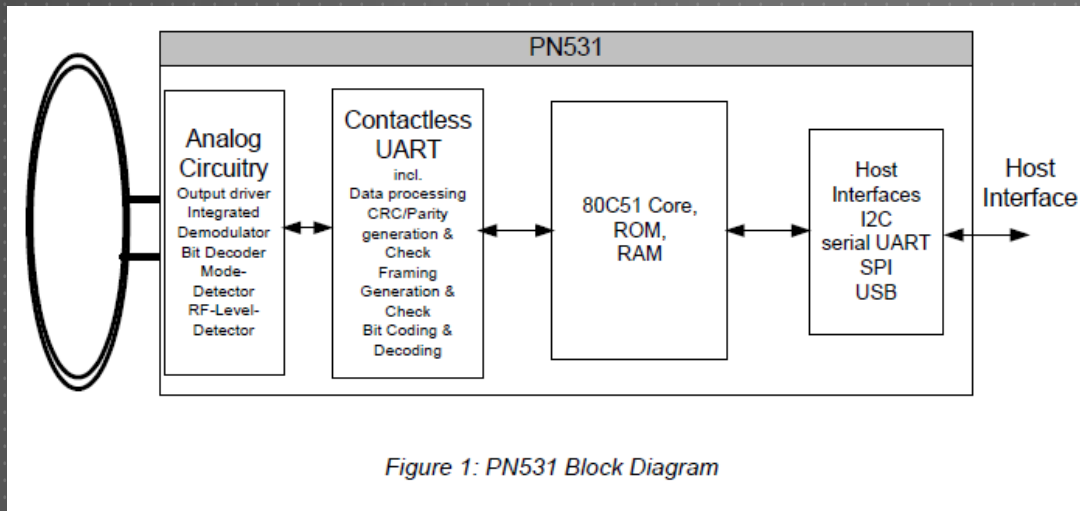 PN531
Analog
Circuitry
Output driver
Integrated
Demodulator
Bit Decoder
Mode-
Detector
RF-Level-
Detector
Contactless
UART
incl.
Data processing
CRC/Parity
generation &
Check
Framing
Generation &
Check
Bit Coding &
Decoding
80C51 Core,
ROM,
RAM
Host
Interfaces
I2C
serial UART
SPI
USB
Host
Interface
Figure 1: PN531 Block Diagram